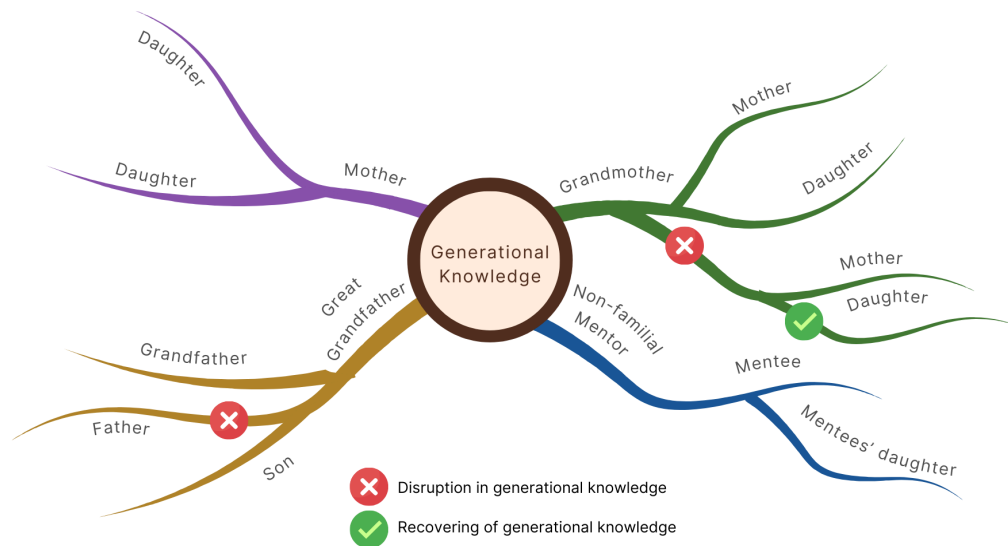 Daughter
Daughter
Mother
Generational
Knowledge
Grandmother
Mother
Daughter
Mother
Daughter
Great
Grandfather
Grandfather
Father
Son
Non-familial
Mentor
Mentee
Mentees’ daughter
Disruption in generational knowledge
Recovering of generational knowledge